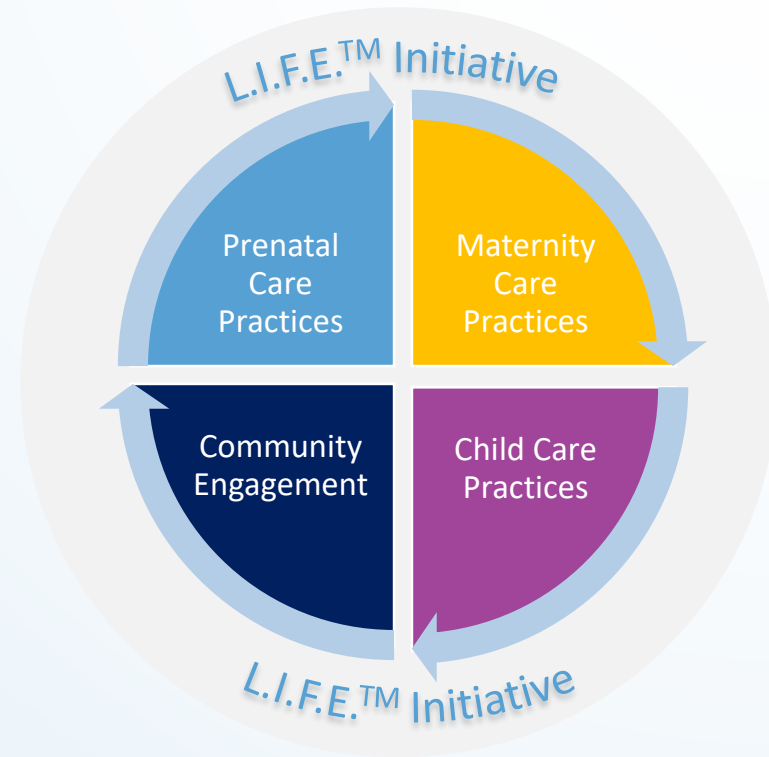 L.I.F.E.™ Initiative
Prenatal
Care
Practices
Maternity
Care
Practices
Community
Engagement
Child Care
Practices
L.I.F.E.™ Initiative